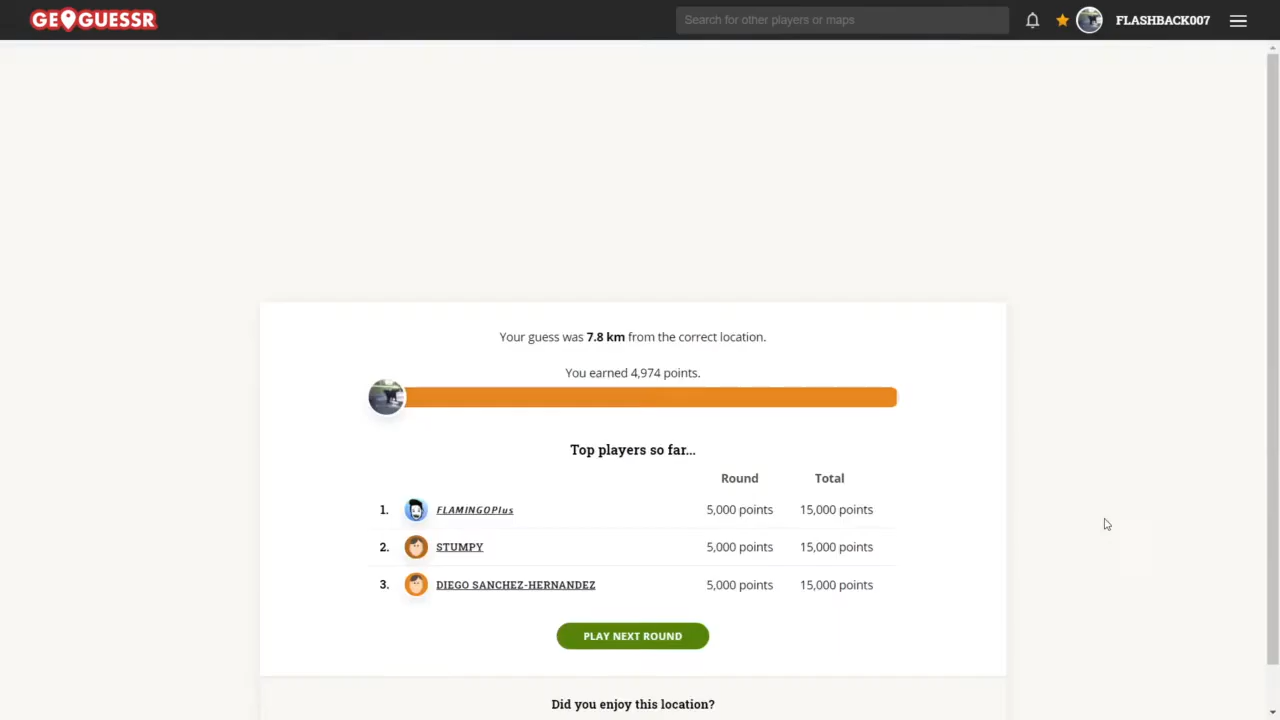 GEOGUESSR
Search for other players or maps
FLASHBACK007
Your guess was 7.8 km from the correct location.
You earned 4,974 points.
Top players so far...
Round Total
1. FLAMINGOPlus 5,000 points 15,000 points
2. STUMPY 5,000 points 15,000 points
3. DIEGO SANCHEZ-HERNANDEZ 5,000 points 15,000 points
PLAY NEXT ROUND
Did you enjoy this location?